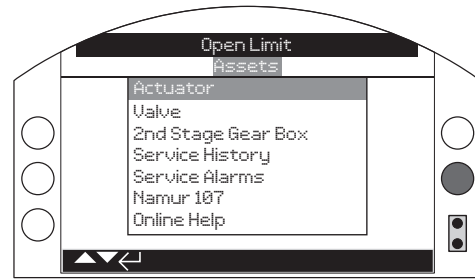 Open Limit
Assets
Actuator
Valve
2nd Stage Gear Box
Service History
Service Alarms
Namur 107
Online Help